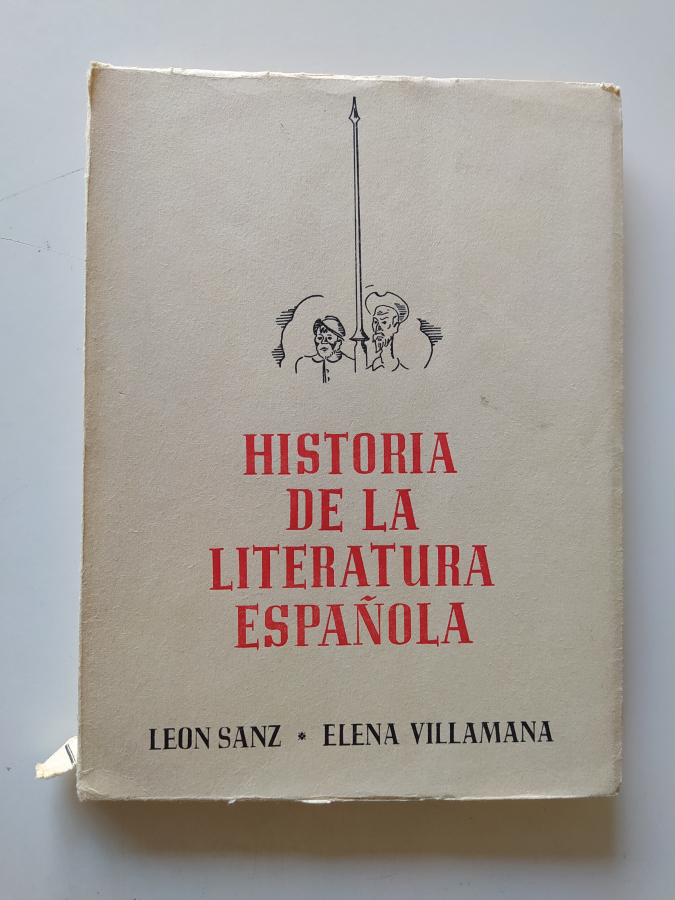 HISTORIA
DE LA
LITERATURA
ESPAÑOLA
LEON SANZ * ELENA VILLAMANA